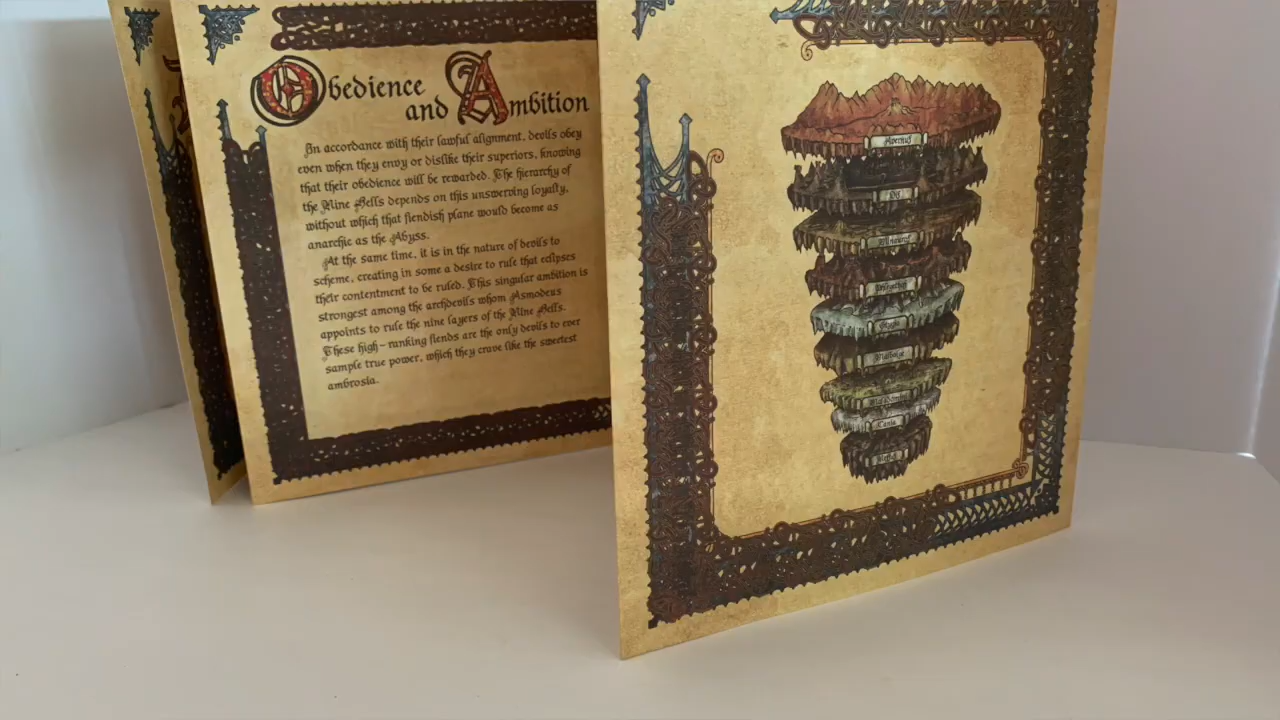 Obedience
and Ambition
In accordance with their lawful alignment, devils obey
even when they envy or dislike their superiors, knowing
that their obedience will be rewarded. The hierarchy of
the Nine Hells depends on this unswerving loyalty,
without which that fiendish plane would become as
anarchic as the Abyss.
At the same time, it is in the nature of devils to
scheme, creating in some a desire to rule that eclipses
their contentment to be ruled. This singular ambition is
strongest among the archdevils whom Asmodeus
appoints to rule the nine layers of the Nine Hells.
These high-ranking fiends are the only devils to ever
sample true power, which they crave like the sweetest
ambrosia.
Avernus
Dis
Minauros
Phlegethos
Stygia
Malbolge
Maladomini
Cania
Nessus